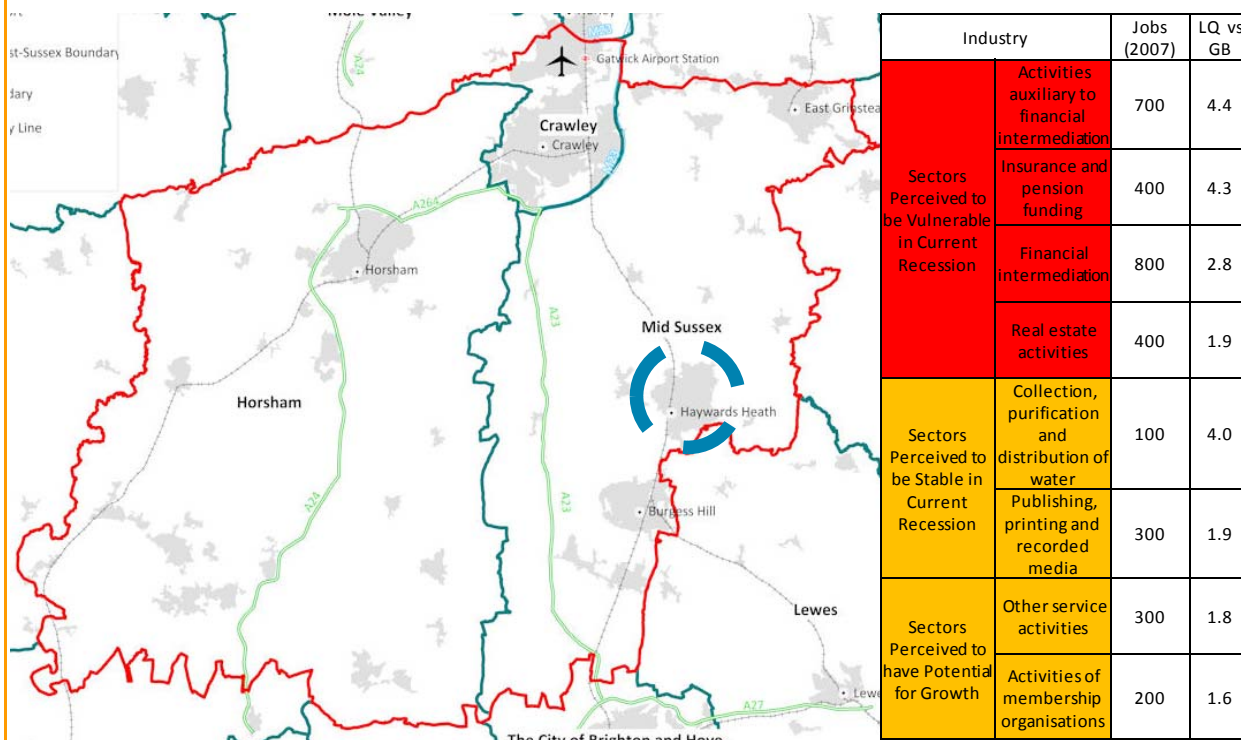 Mole Valley
st-Sussex Boundary
dary
y Line
A24
M23
Gatwick Airport Station
East Grinstea
Crawley
Crawley
M23
A264
Horsham
Mid Sussex
A23
Horsham
Haywards Heath
A24
A23
Burgess Hill
Lewes
Lewe
A27
The City of Brighton and Hove
Industry
Jobs
(2007)
LQ vs
GB
Sectors
Perceived to
be Vulnerable
in Current
Recession
Activities
auxiliary to
financial
intermediation
700
4.4
Insurance and
pension
funding
400
4.3
Financial
intermediation
800
2.8
Real estate
activities
400
1.9
Sectors
Perceived to
be Stable in
Current
Recession
Collection,
purification
and
distribution of
water
100
4.0
Publishing,
printing and
recorded
media
300
1.9
Sectors
Perceived to
have Potential
for Growth
Other service
activities
300
1.8
Activities of
membership
organisations
200
1.6